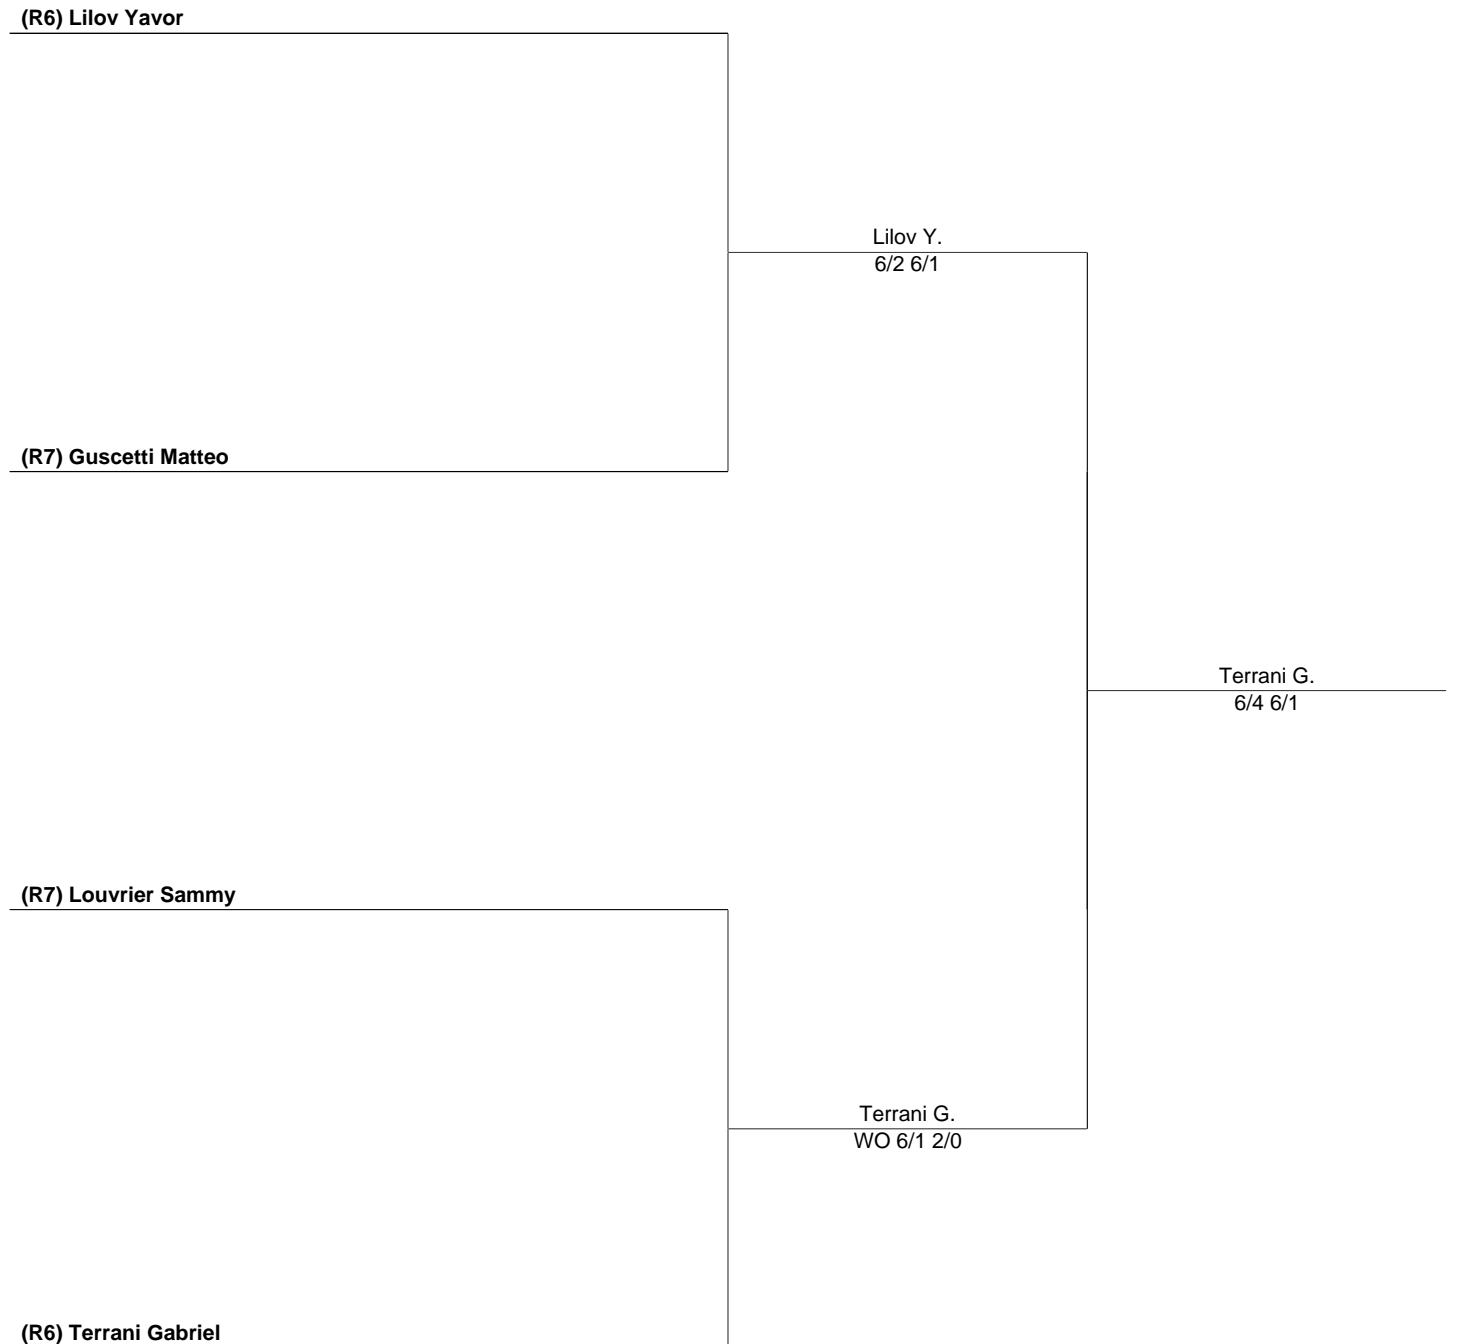 (R6) Lilov Yavor
Lilov Y.
6/2 6/1
(R7) Guscetti Matteo
Terrani G.
6/4 6/1
(R7) Louvrier Sammy
Terrani G.
WO 6/1 2/0
(R6) Terrani Gabriel